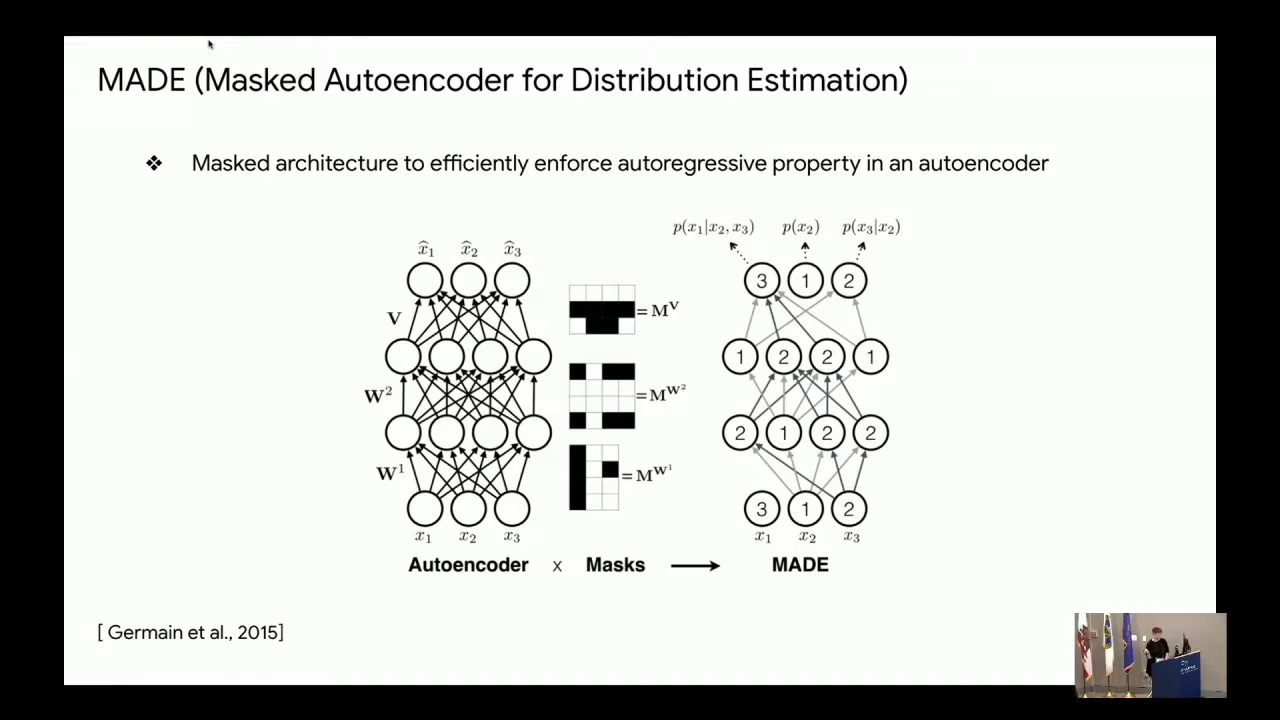 MADE (Masked Autoencoder for Distribution Estimation)
❖ Masked architecture to efficiently enforce autoregressive property in an autoencoder
p(x₁|x₂, x₃) p(x₂) p(x₃|x₂)
x̂₁ x̂₂ x̂₃
3 1 2
V
= M^V
1 2 2 1
W²
= M^W²
2 1 2 2
W¹
= M^W¹
3 1 2
x₁ x₂ x₃
x₁ x₂ x₃
Autoencoder x Masks → MADE
[ Germain et al., 2015]